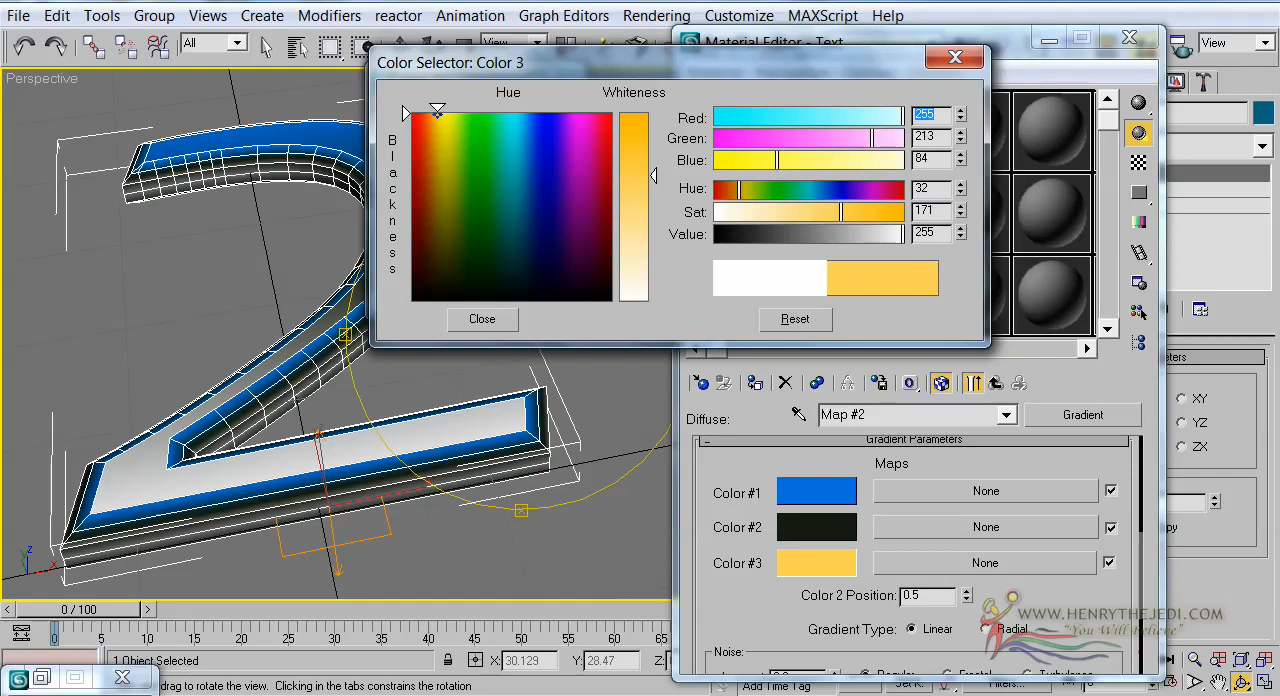 File Edit Tools Group Views Create Modifiers reactor Animation Graph Editors Rendering Customize MAXScript Help
All
View
Material Editor - Text
View
Perspective
Color Selector: Color 3
Hue
Whiteness
Blackness
Red: 255
Green: 213
Blue: 84
Hue: 32
Sat: 171
Value: 255
Close
Reset
Diffuse: Map #2 Gradient
Gradient Parameters
Maps
Color #1 None
Color #2 None
Color #3 None
Color 2 Position: 0.5
Gradient Type: Linear Radial
Noise:
XY
YZ
ZX
WWW.HENRYTHEJEDI.COM
"You Will Believe"
0 / 100
0 5 10 15 20 25 30 35 40 45 50 55 60 65
1 Object Selected
X: 30.129 Y: 28.47 Z:
drag to rotate the view. Clicking in the
Add Time Tag
z
y
x